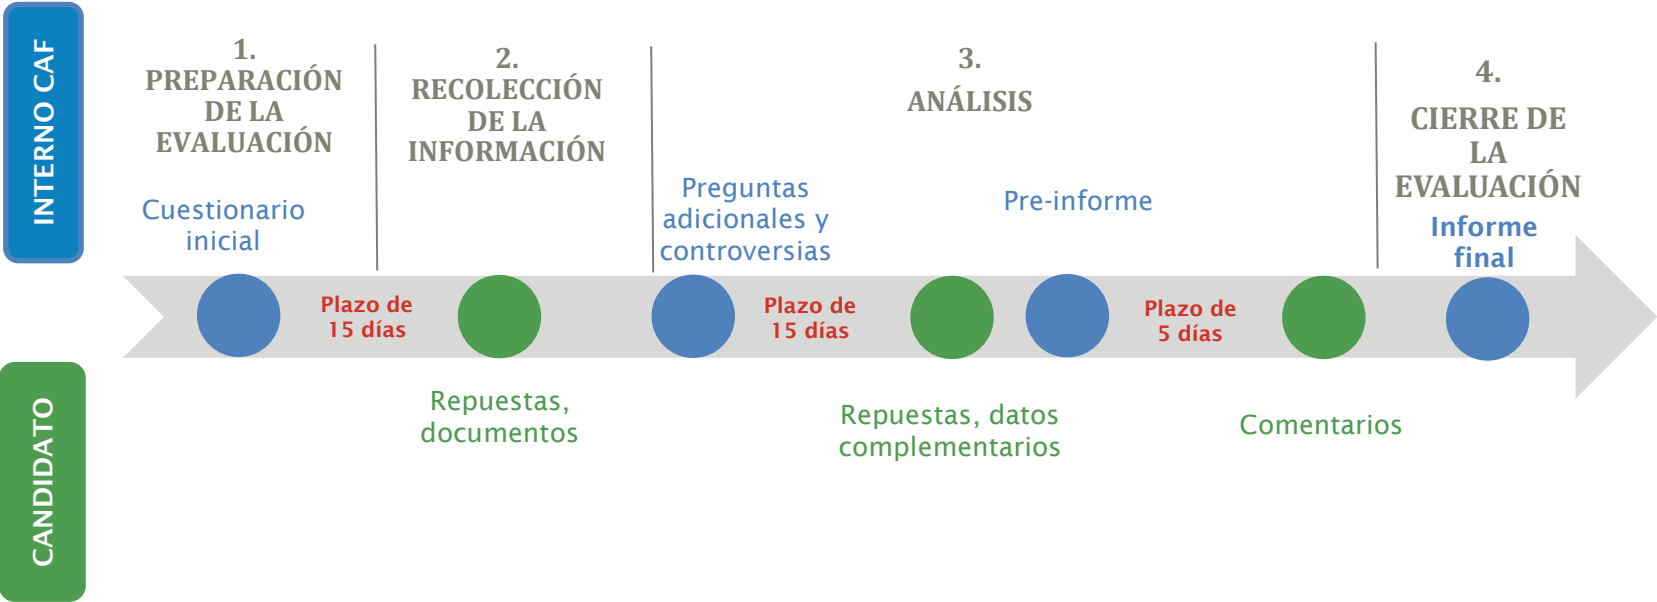 INTERNO CAF
1.
PREPARACIÓN
DE LA
EVALUACIÓN
2.
RECOLECCIÓN
DE LA
INFORMACIÓN
3.
ANÁLISIS
4.
CIERRE DE
LA
EVALUACIÓN
Cuestionario
inicial
Preguntas
adicionales y
controversias
Pre-informe
Informe
final
Plazo de
15 días
Plazo de
15 días
Plazo de
5 días
CANDIDATO
Repuestas,
documentos
Repuestas, datos
complementarios
Comentarios